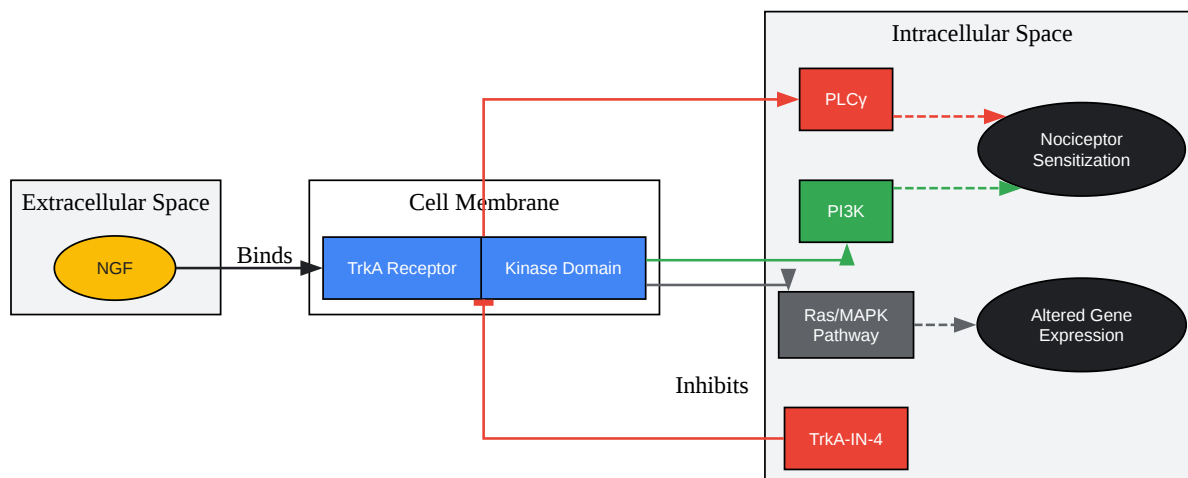 Extracellular Space
NGF
Binds
Cell Membrane
TrkA Receptor
Kinase Domain
Inhibits
Intracellular Space
PLCγ
Nociceptor
Sensitization
PI3K
Ras/MAPK
Pathway
Altered Gene
Expression
TrkA-IN-4